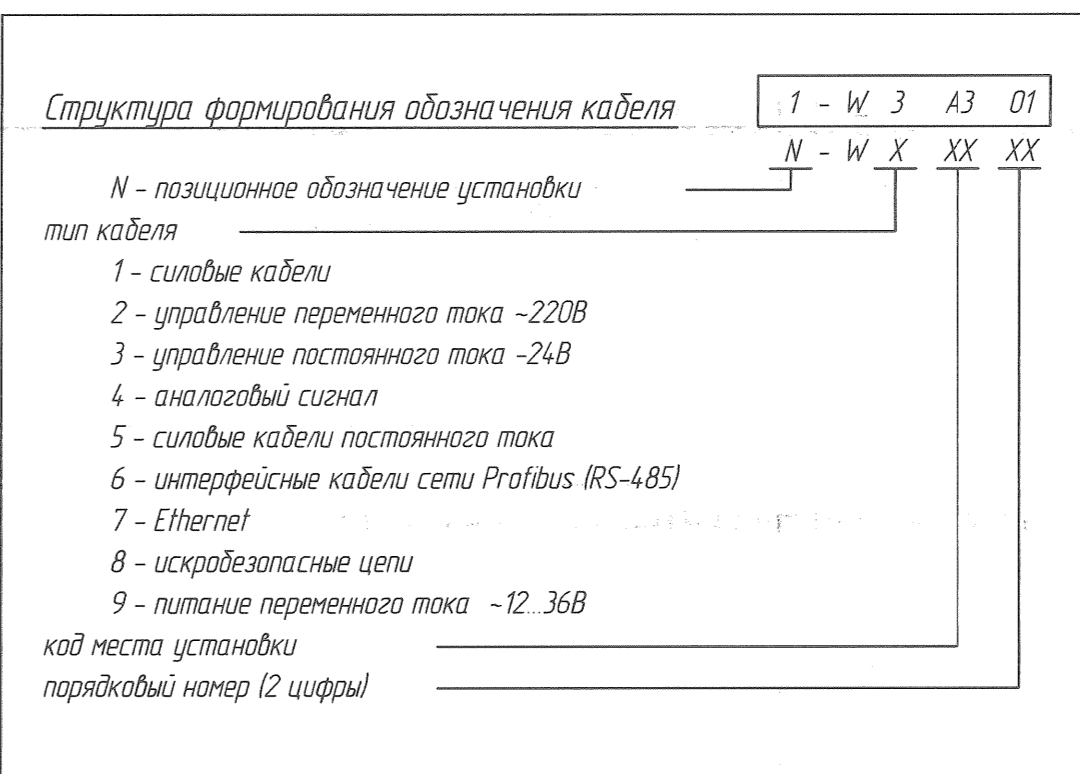 Структура формирования обозначения кабеля
1 - W 3 А3 01
N - W X XX XX
N - позиционное обозначение установки
тип кабеля
1 - силовые кабели
2 - управление переменного тока ~220В
3 - управление постоянного тока -24В
4 - аналоговый сигнал
5 - силовые кабели постоянного тока
6 - интерфейсные кабели сети Profibus (RS-485)
7 - Ethernet
8 - искробезопасные цепи
9 - питание переменного тока ~12...36В
код места установки
порядковый номер (2 цифры)